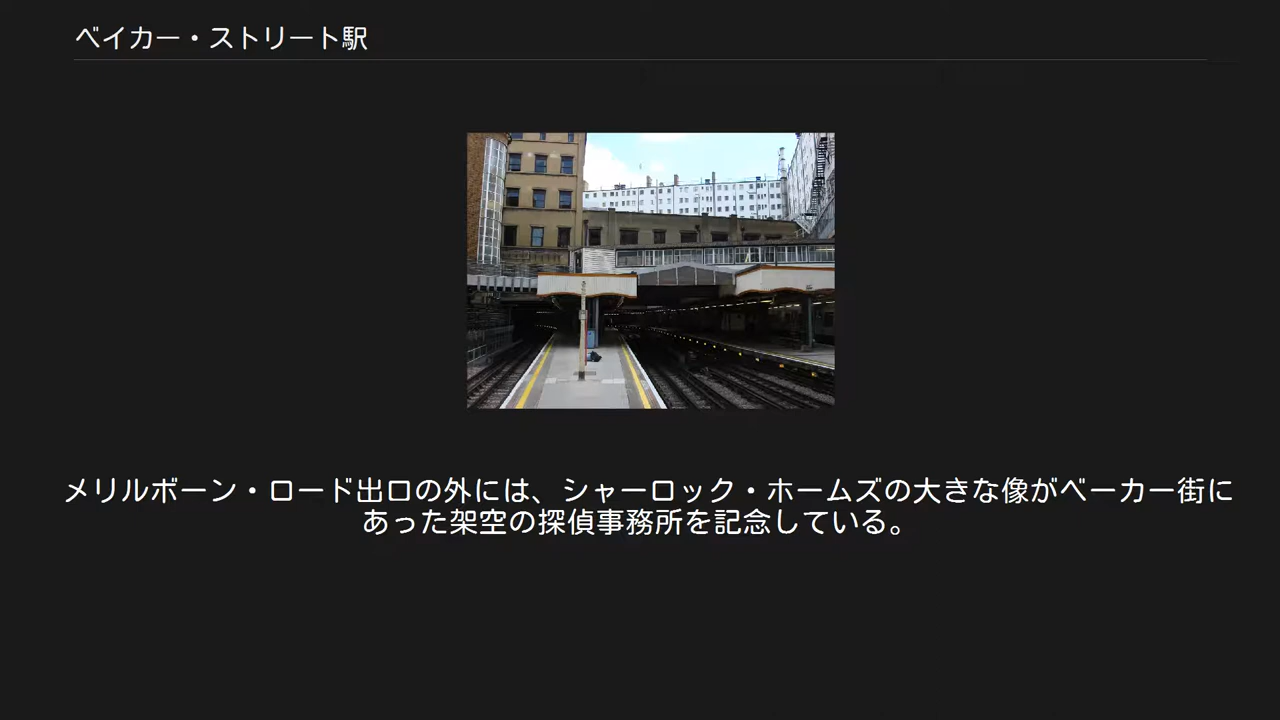 ベイカー・ストリート駅
メリルボーン・ロード出口の外には、シャーロック・ホームズの大きな像がベーカー街に
あった架空の探偵事務所を記念している。